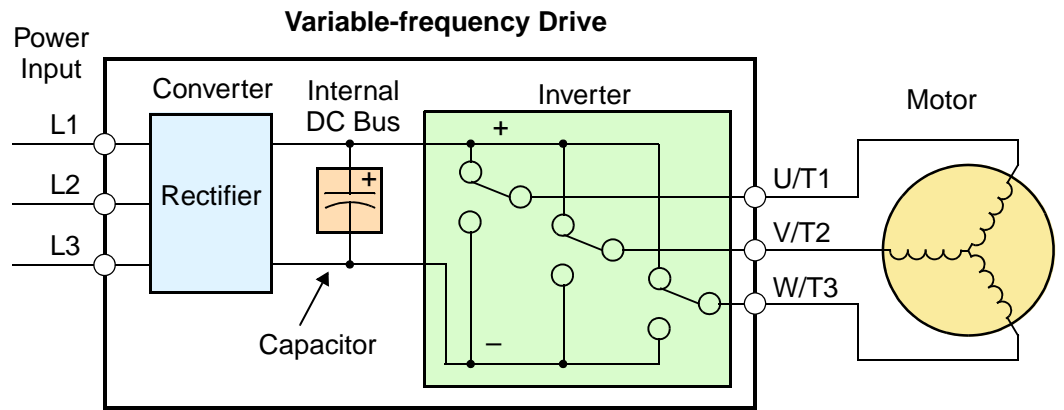 Variable-frequency Drive
Power
Input
Converter
Internal
DC Bus
Inverter
Motor
L1
L2
L3
Rectifier
+
+
–
U/T1
V/T2
W/T3
Capacitor